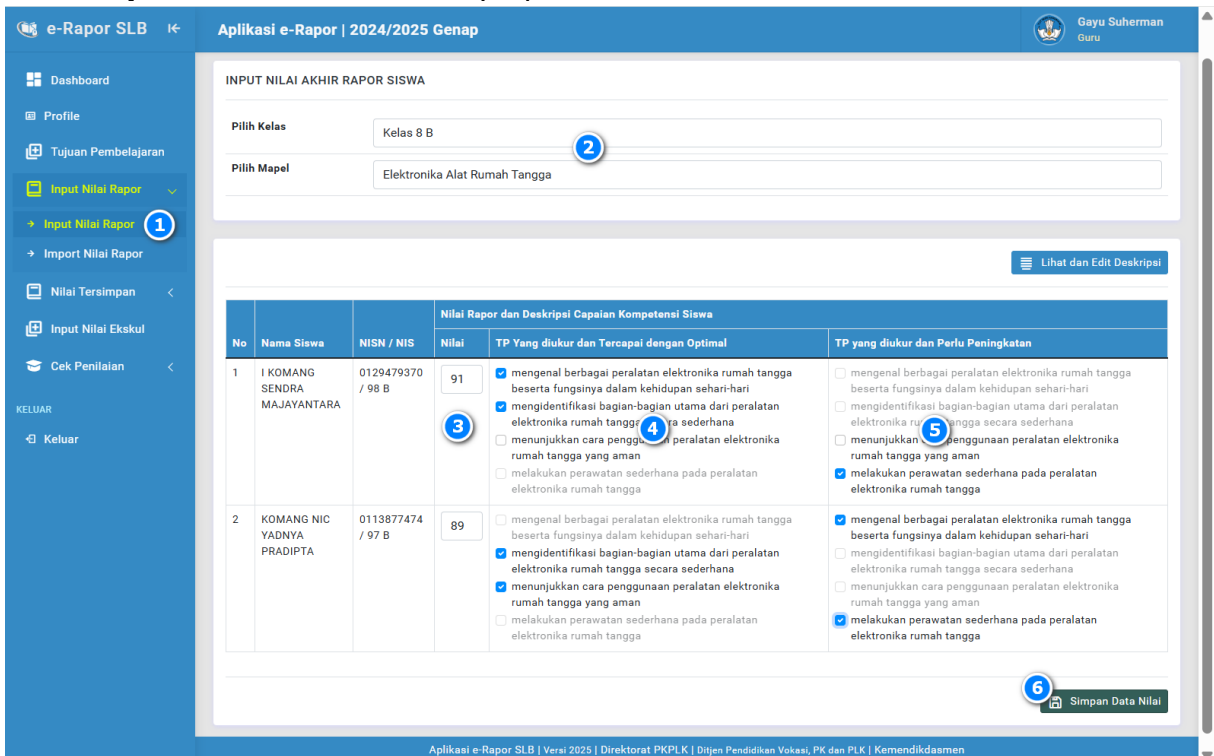 e-Rapor SLB
Aplikasi e-Rapor | 2024/2025 Genap
Gayu Suherman
Guru
Dashboard
Profile
Tujuan Pembelajaran
Input Nilai Rapor
Input Nilai Rapor
1
Import Nilai Rapor
Nilai Tersimpan
Input Nilai Ekskul
Cek Penilaian
KELUAR
Keluar
INPUT NILAI AKHIR RAPOR SISWA
Pilih Kelas
Kelas 8 B
2
Pilih Mapel
Elektronika Alat Rumah Tangga
Lihat dan Edit Deskripsi
Nilai Rapor dan Deskripsi Capaian Kompetensi Siswa
No
Nama Siswa
NISN / NIS
Nilai
TP Yang diukur dan Tercapai dengan Optimal
TP yang diukur dan Perlu Peningkatan
1
I KOMANG
SENDRA
MAJAYANTARA
0129479370
/ 98 B
91
3
mengenal berbagai peralatan elektronika rumah tangga
beserta fungsinya dalam kehidupan sehari-hari
mengidentifikasi bagian-bagian utama dari peralatan
elektronika rumah tangga sederhana
4
menunjukkan cara peralatan elektronika
rumah tangga yang aman
melakukan perawatan sederhana pada peralatan
elektronika rumah tangga
mengenal berbagai peralatan elektronika rumah tangga
beserta fungsinya dalam kehidupan sehari-hari
mengidentifikasi bagian-bagian utama dari peralatan
elektronika secara sederhana
5
menunjukkan penggunaan peralatan elektronika
rumah tangga yang aman
melakukan perawatan sederhana pada peralatan
elektronika rumah tangga
2
KOMANG NIC
YADNYA
PRADIPTA
0113877474
/ 97 B
89
mengenal berbagai peralatan elektronika rumah tangga
beserta fungsinya dalam kehidupan sehari-hari
mengidentifikasi bagian-bagian utama dari peralatan
elektronika rumah tangga secara sederhana
menunjukkan cara penggunaan peralatan elektronika
rumah tangga yang aman
melakukan perawatan sederhana pada peralatan
elektronika rumah tangga
mengenal berbagai peralatan elektronika rumah tangga
beserta fungsinya dalam kehidupan sehari-hari
mengidentifikasi bagian-bagian utama dari peralatan
elektronika rumah tangga secara sederhana
menunjukkan cara penggunaan peralatan elektronika
rumah tangga yang aman
melakukan perawatan sederhana pada peralatan
elektronika rumah tangga
6
Simpan Data Nilai
Aplikasi e-Rapor SLB | Versi 2025 | Direktorat PKPLK | Ditjen Pendidikan Vokasi, PK dan PLK | Kemendikdasmen